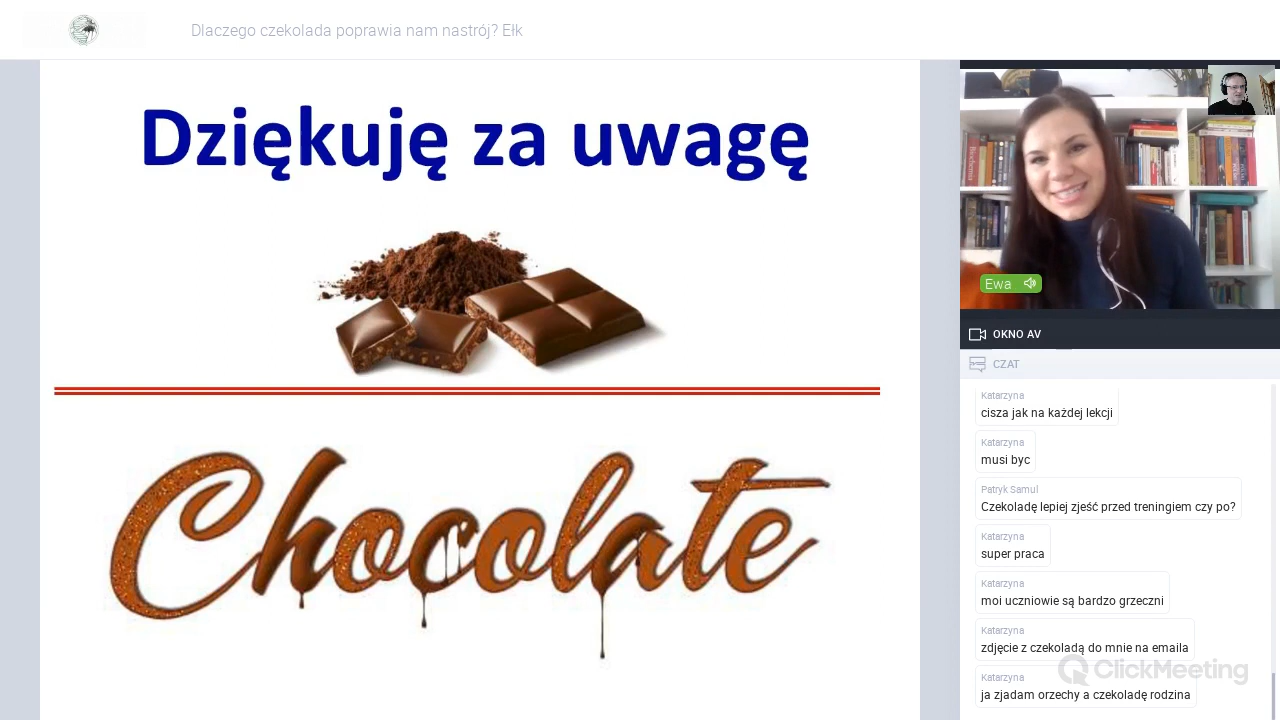 Dlaczego czekolada poprawia nam nastrój? Ełk
Dziękuję za uwagę
Chocolate
Ewa
OKNO AV
CZAT
Katarzyna
cisza jak na każdej lekcji
Katarzyna
musi byc
Patryk Samul
Czekoladę lepiej zjeść przed treningiem czy po?
Katarzyna
super praca
Katarzyna
moi uczniowie są bardzo grzeczni
Katarzyna
zdjęcie z czekoladą do mnie na emaila
Katarzyna
ja zjadam orzechy a czekoladę rodzina
ClickMeeting